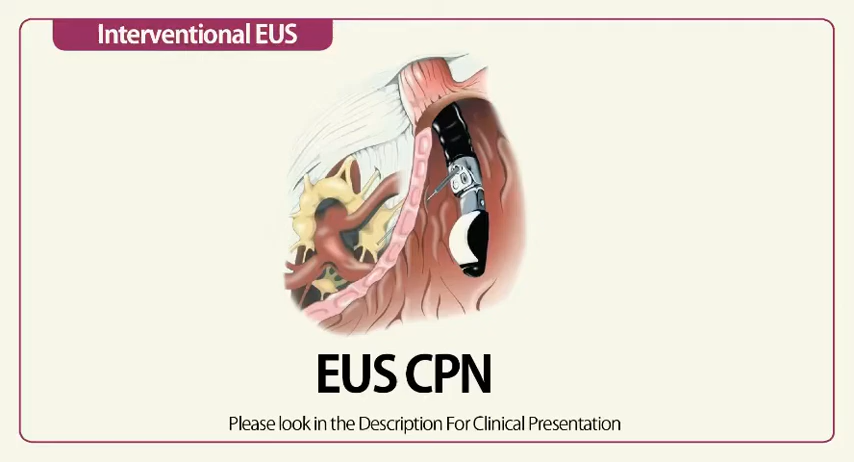 Interventional EUS
EUS CPN
Please look in the Description For Clinical Presentation